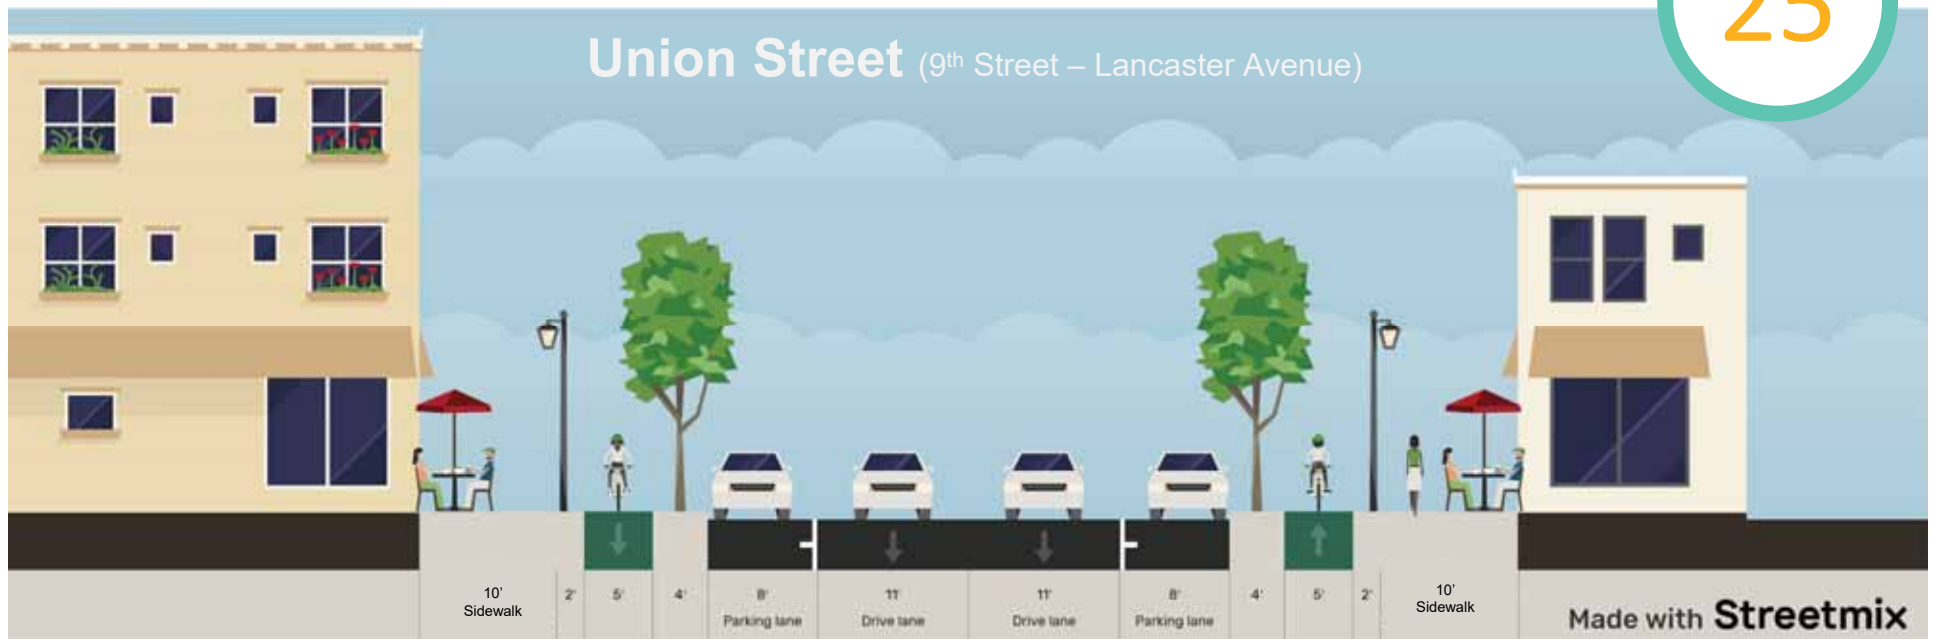 25
Union Street (9th Street – Lancaster Avenue)
10' 2' 5' 4' 8' 11' 11' 8' 4' 5' 2' 10'
Sidewalk Parking lane Drive lane Drive lane Parking lane Sidewalk
Made with Streetmix